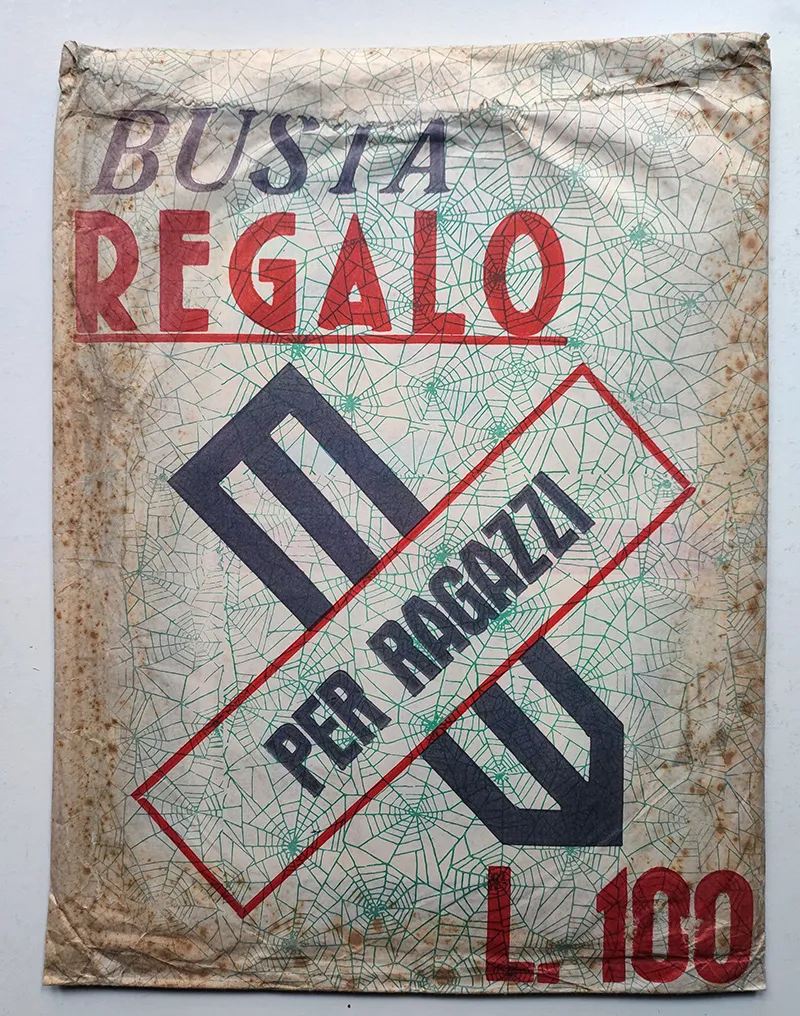 BUSTA
REGALO
PER RAGAZZI
L. 100